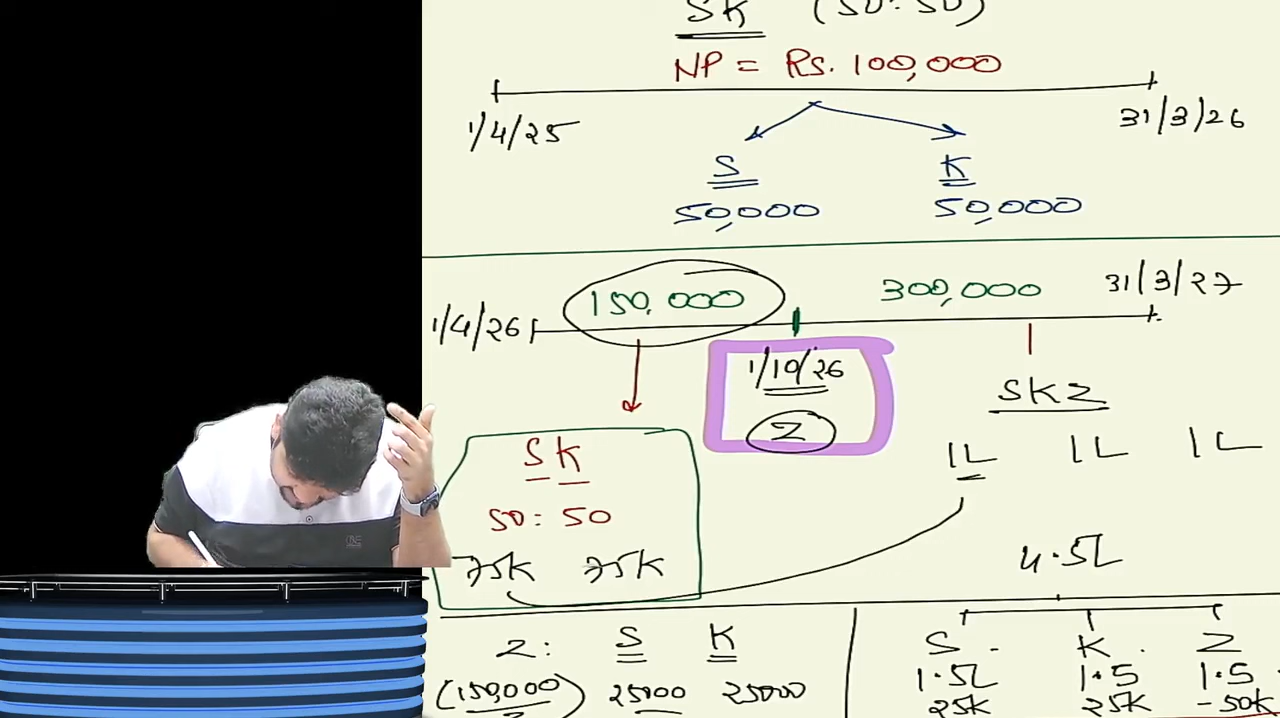 SK (50:50)
NP = Rs. 100,000
1/4/25 31/3/26
S K
50,000 50,000
150,000 300,000 31/3/27
1/4/26
1/10/26
Z
SKZ
SK
1L 1L 1L
50:50
75K 75K
4.5L
Z: S K
(150,000) 25000 25000
S. K. Z
1.5L 1.5 1.5
25K 25K -50K